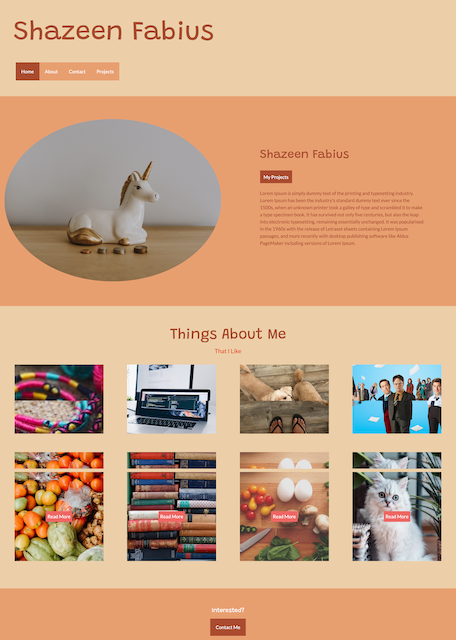 Shazeen Fabius
Home About Contact Projects
Shazeen Fabius
My Projects
Lorem Ipsum is simply dummy text of the printing and typesetting industry.
Lorem Ipsum has been the industry's standard dummy text ever since the
1500s, when an unknown printer took a galley of type and scrambled it to make
a type specimen book. It has survived not only five centuries, but also the leap
into electronic typesetting, remaining essentially unchanged. It was popularised
in the 1960s with the release of Letraset sheets containing Lorem Ipsum
passages, and more recently with desktop publishing software like Aldus
PageMaker including versions of Lorem Ipsum.
Things About Me
That I Like
Read More
Read More
Read More
Read More
Interested?
Contact Me